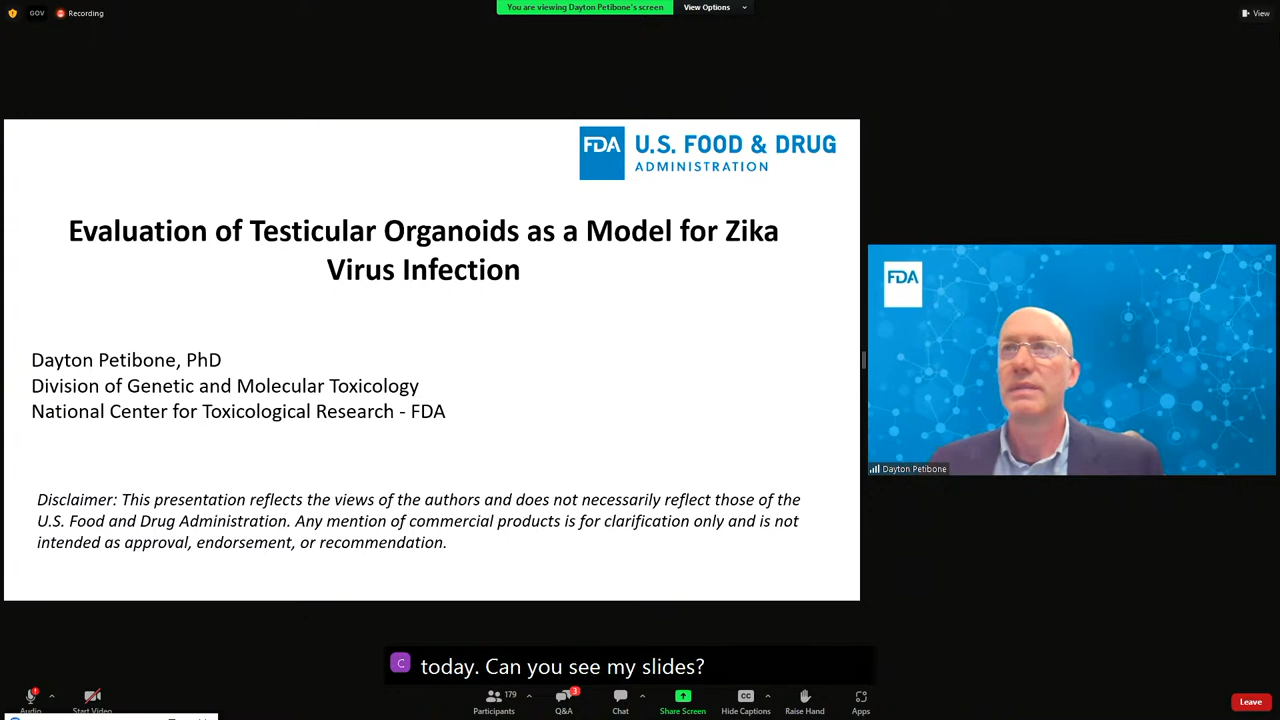 GOV
Recording
You are viewing Dayton Petibone's screen
View Options
View
FDA U.S. FOOD & DRUG
ADMINISTRATION
Evaluation of Testicular Organoids as a Model for Zika
Virus Infection
Dayton Petibone, PhD
Division of Genetic and Molecular Toxicology
National Center for Toxicological Research - FDA
Disclaimer: This presentation reflects the views of the authors and does not necessarily reflect those of the
U.S. Food and Drug Administration. Any mention of commercial products is for clarification only and is not
intended as approval, endorsement, or recommendation.
FDA
Dayton Petibone
C
today. Can you see my slides?
179
3
CC
Audio
Start Video
Participants
Q&A
Chat
Share Screen
Hide Captions
Raise Hand
Apps
Leave